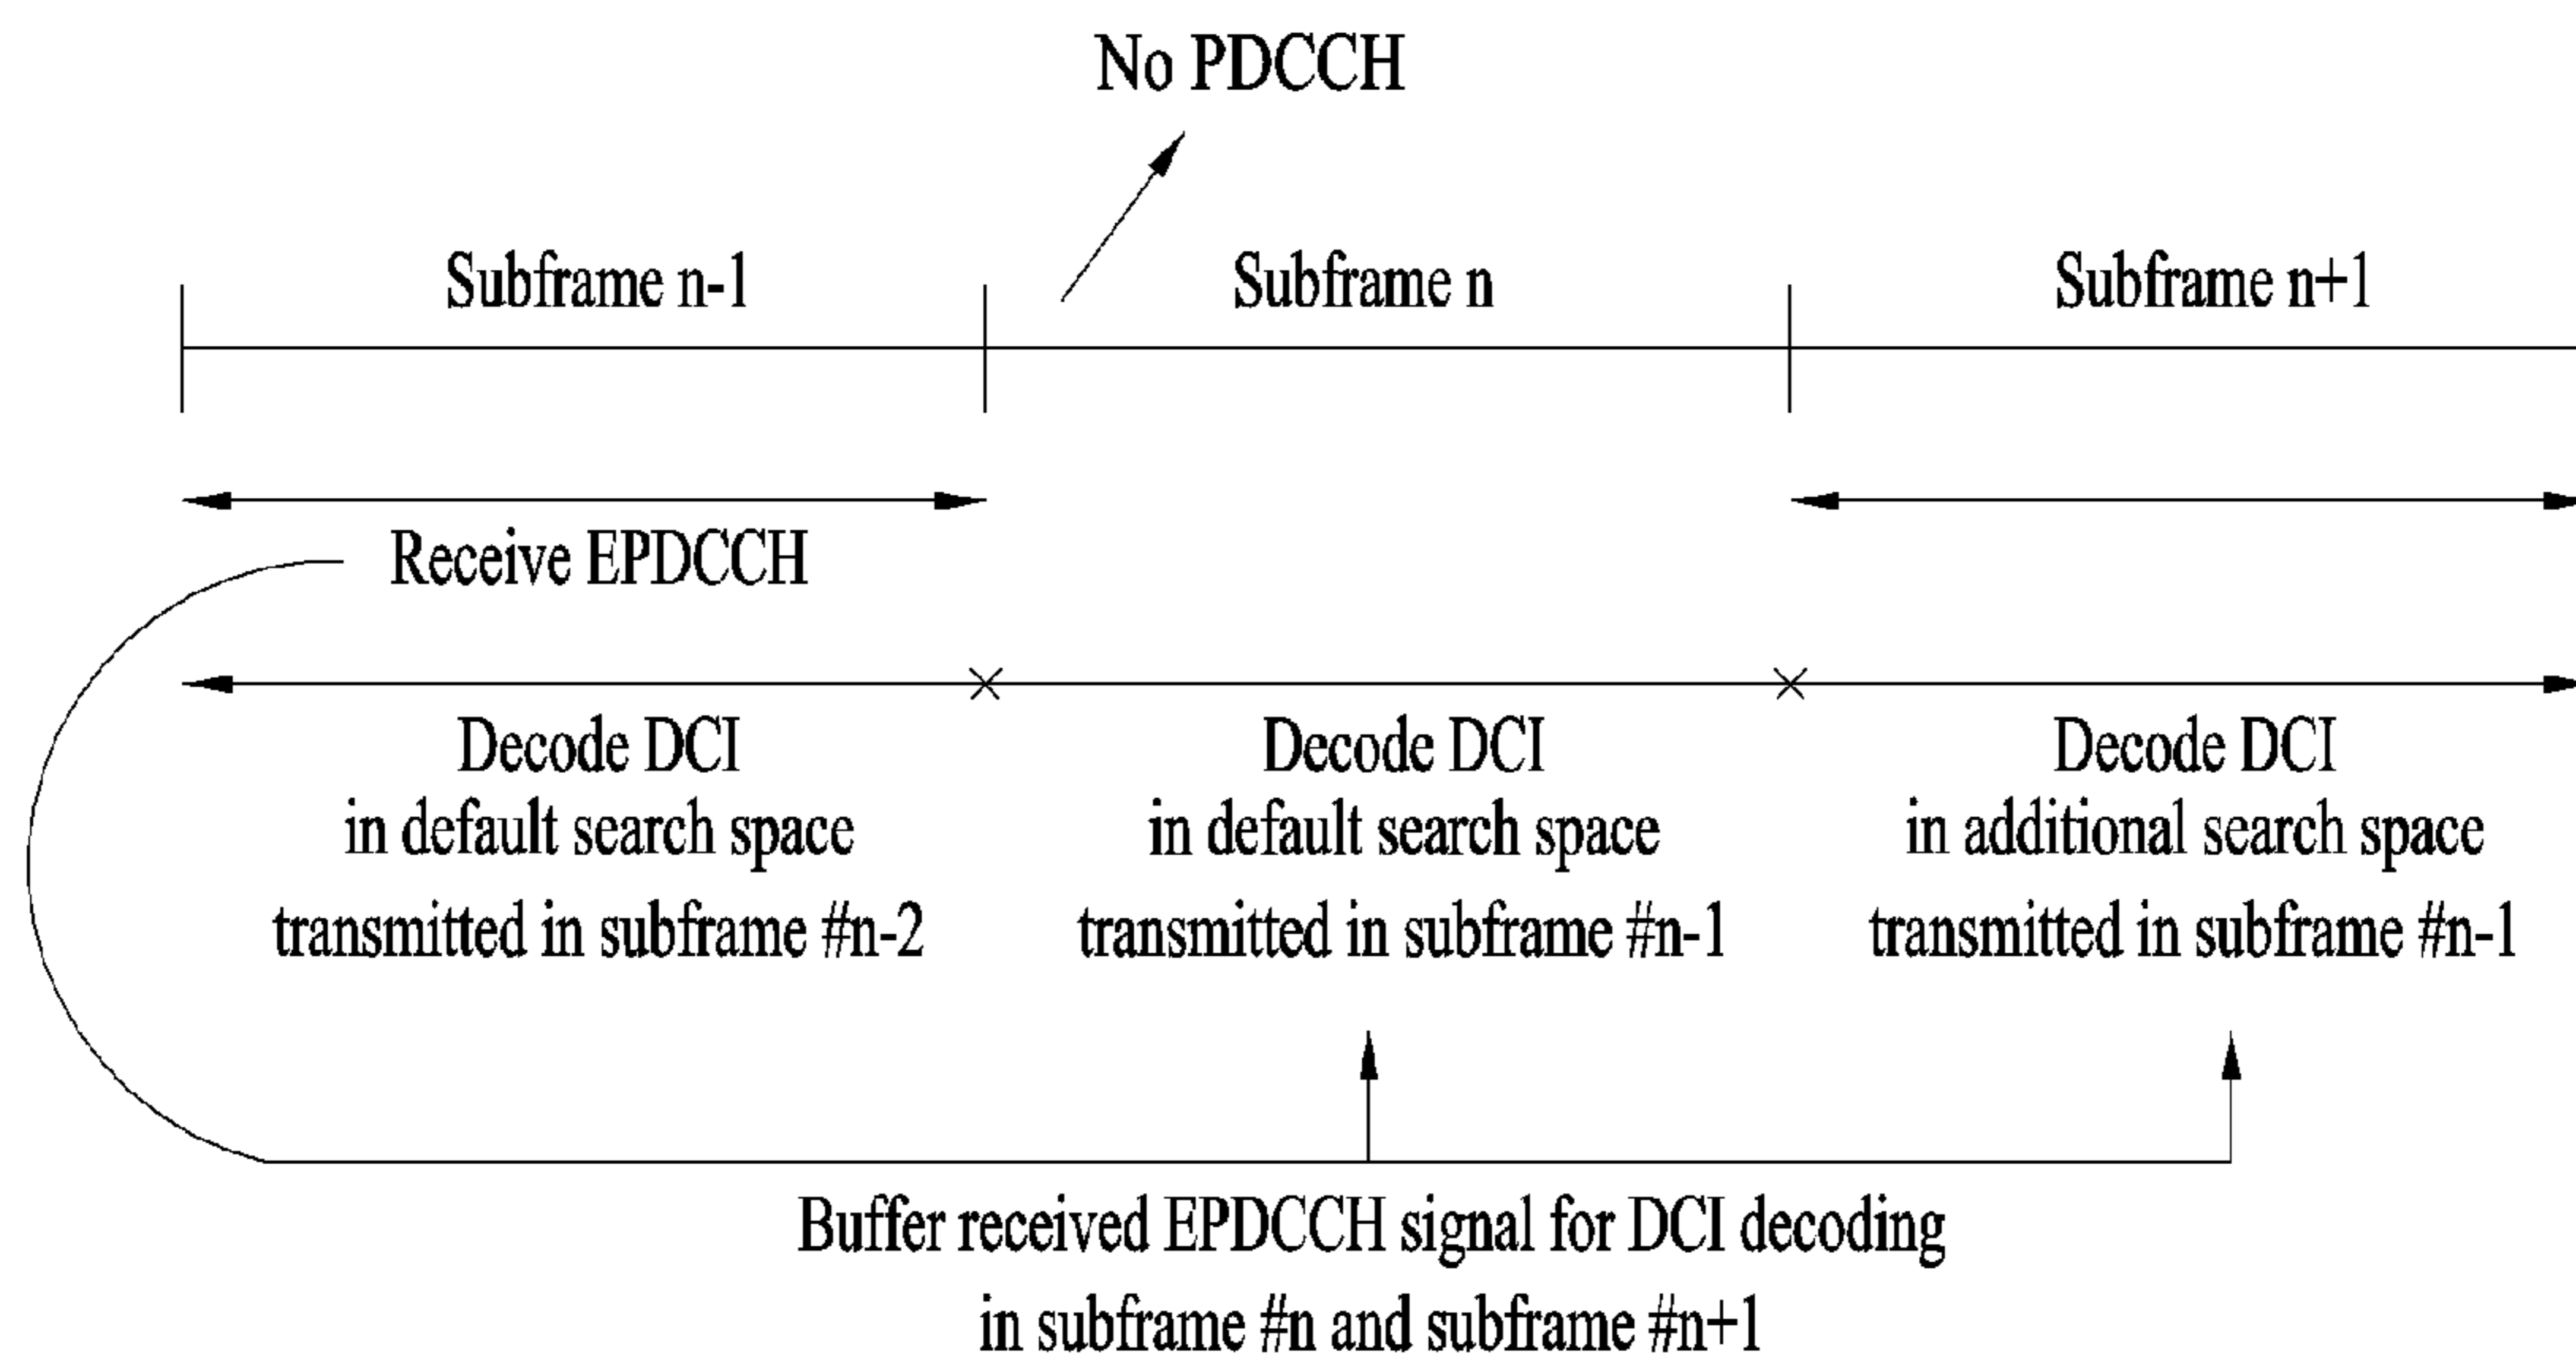 No PDCCH
Subframe n-1
Subframe n
Subframe n+1
Receive EPDCCH
Decode DCI
in default search space
transmitted in subframe #n-2
Decode DCI
in default search space
transmitted in subframe #n-1
Decode DCI
in additional search space
transmitted in subframe #n-1
Buffer received EPDCCH signal for DCI decoding
in subframe #n and subframe #n+1